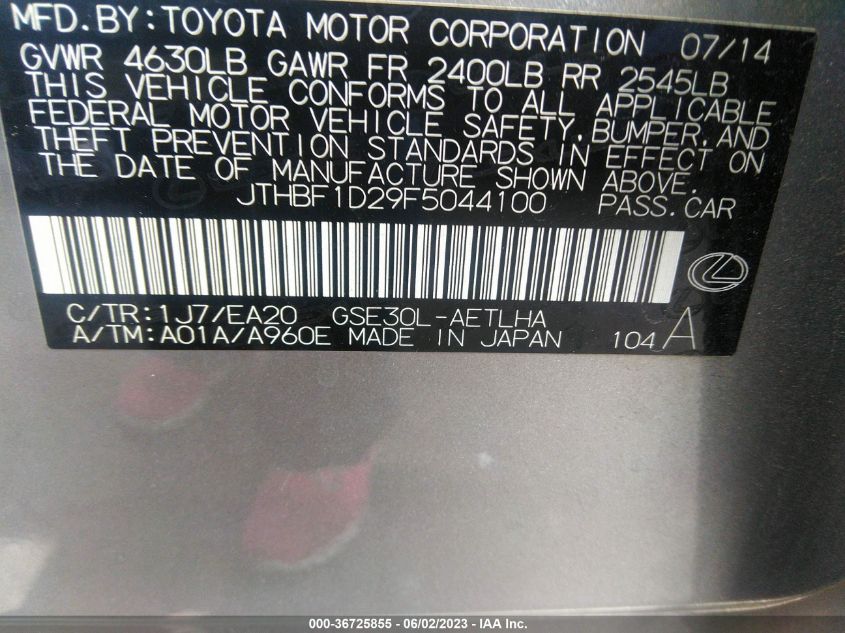 MFD. BY: TOYOTA MOTOR CORPORATION 07/14
GVWR 4630LB GAWR FR 2400LB RR 2545LB
THIS VEHICLE CONFORMS TO ALL APPLICABLE
FEDERAL MOTOR VEHICLE SAFETY, BUMPER, AND
THEFT PREVENTION STANDARDS IN EFFECT ON
THE DATE OF MANUFACTURE SHOWN ABOVE.
JTHBF1D29F5044100 PASS. CAR
C/TR: 1J7/EA20 GSE30L-AETLHA
A/TM: A01A/A960E MADE IN JAPAN 104 A
000-36725855 - 06/02/2023 - IAA Inc.